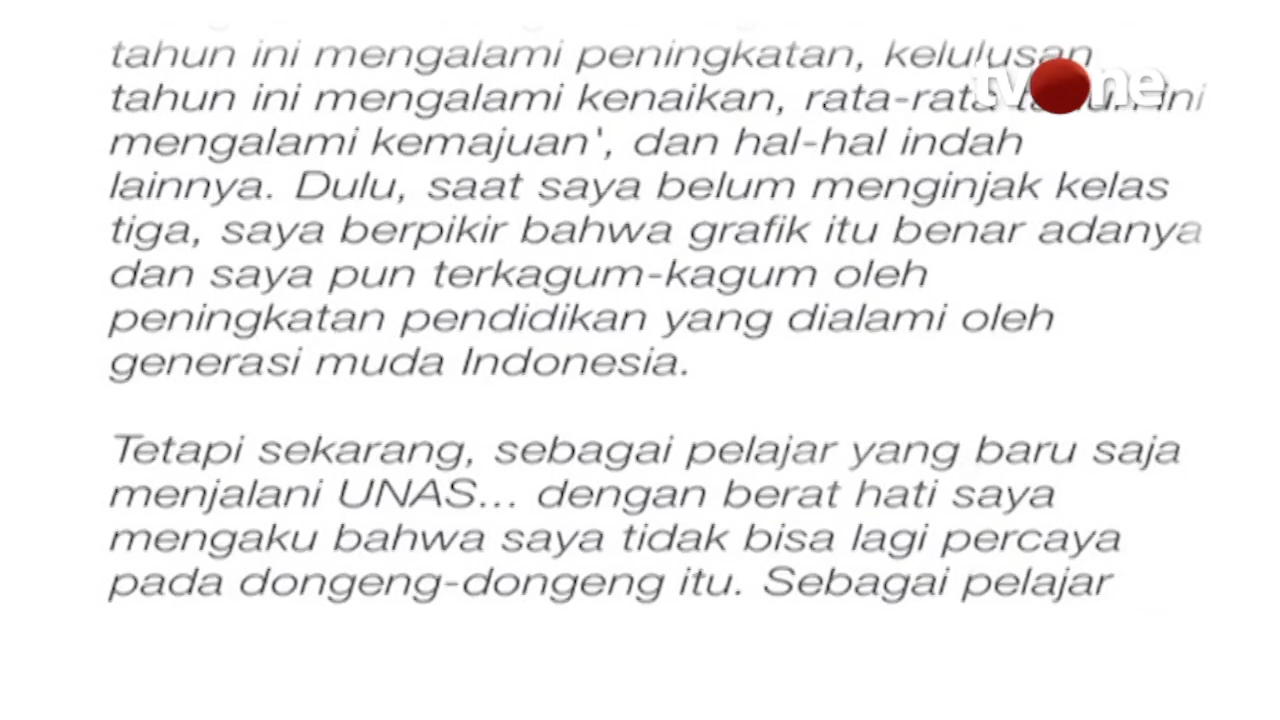 tahun ini mengalami peningkatan, kelulusan
tvOne
tahun ini mengalami kenaikan, rata-rata tahun ini
mengalami kemajuan', dan hal-hal indah
lainnya. Dulu, saat saya belum menginjak kelas
tiga, saya berpikir bahwa grafik itu benar adanya
dan saya pun terkagum-kagum oleh
peningkatan pendidikan yang dialami oleh
generasi muda Indonesia.
Tetapi sekarang, sebagai pelajar yang baru saja
menjalani UNAS... dengan berat hati saya
mengaku bahwa saya tidak bisa lagi percaya
pada dongeng-dongeng itu. Sebagai pelajar